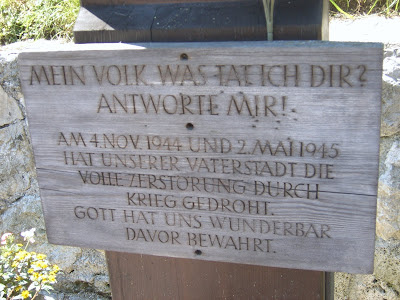 MEIN VOLK, WAS TAT ICH DIR?
ANTWORTE MIR!
AM 4. NOV. 1944 UND 2. MAI 1945
HAT UNSERER VATERSTADT DIE
VOLLE ZERSTÖRUNG DURCH
KRIEG GEDROHT.
GOTT HAT UNS WUNDERBAR
DAVOR BEWAHRT.